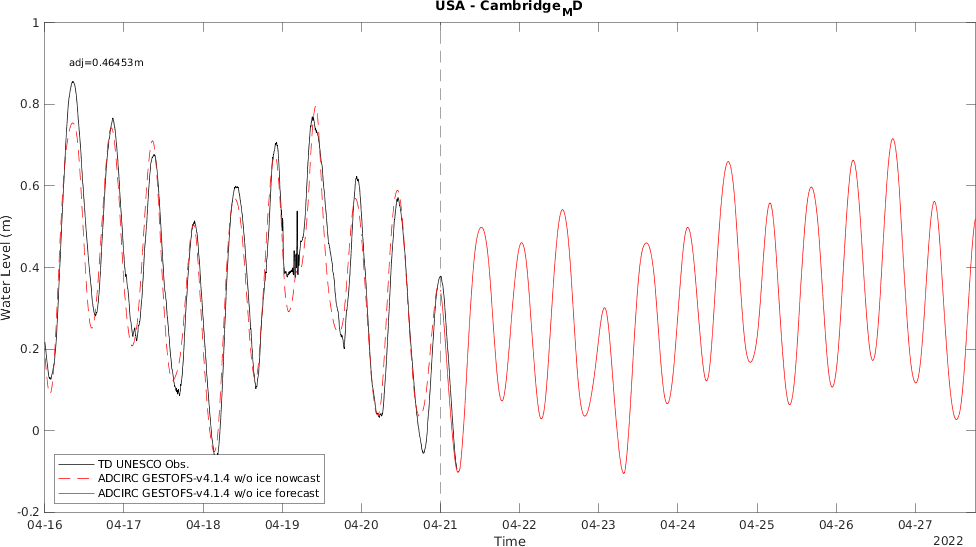 USA - CambridgeMD
adj=0.46453m
1
0.8
0.6
0.4
0.2
0
-0.2
Water Level (m)
TD UNESCO Obs.
ADCIRC GESTOFS-v4.1.4 w/o ice nowcast
ADCIRC GESTOFS-v4.1.4 w/o ice forecast
04-16 04-17 04-18 04-19 04-20 04-21 04-22 04-23 04-24 04-25 04-26 04-27
Time
2022